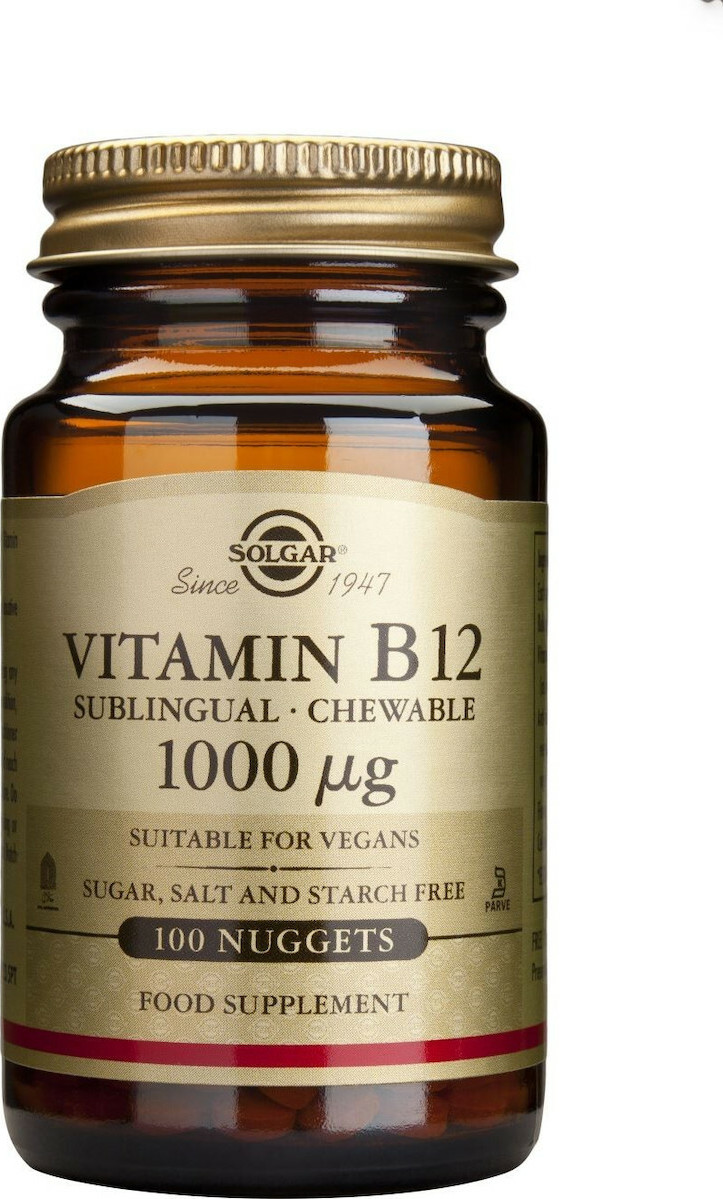 SOLGAR®
Since 1947
VITAMIN B12
SUBLINGUAL · CHEWABLE
1000 µg
SUITABLE FOR VEGANS
SUGAR, SALT AND STARCH FREE
PARVE
100 NUGGETS
FOOD SUPPLEMENT